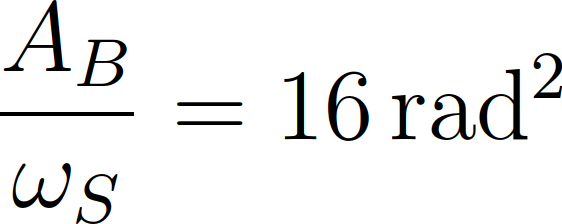 A_B / ω_S = 16 rad²